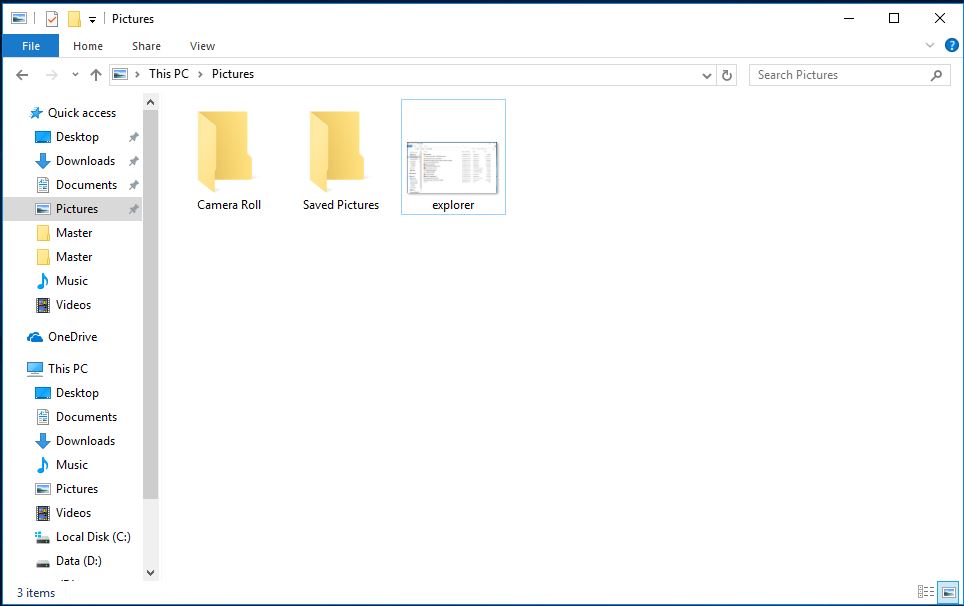 Pictures
File Home Share View
?
This PC Pictures
Search Pictures
Quick access
Desktop
Downloads
Documents
Pictures
Master
Master
Music
Videos
OneDrive
This PC
Desktop
Documents
Downloads
Music
Pictures
Videos
Local Disk (C:)
Data (D:)
Camera Roll Saved Pictures explorer
3 items